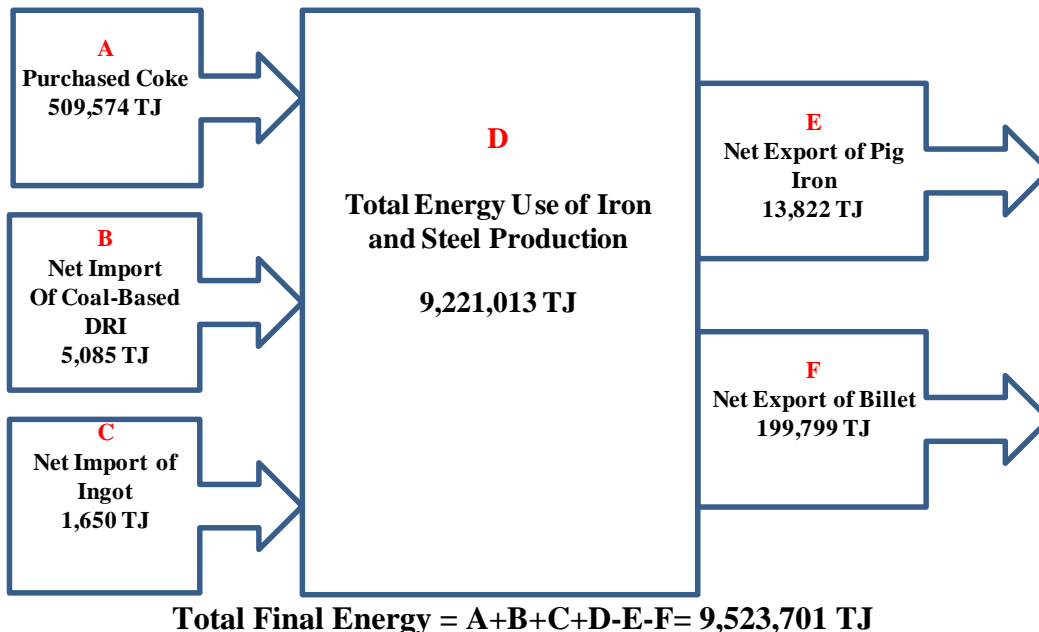 A
Purchased Coke
509,574 TJ
B
Net Import
Of Coal-Based
DRI
5,085 TJ
C
Net Import of
Ingot
1,650 TJ
D
Total Energy Use of Iron
and Steel Production
9,221,013 TJ
E
Net Export of Pig
Iron
13,822 TJ
F
Net Export of Billet
199,799 TJ
Total Final Energy = A+B+C+D-E-F= 9,523,701 TJ